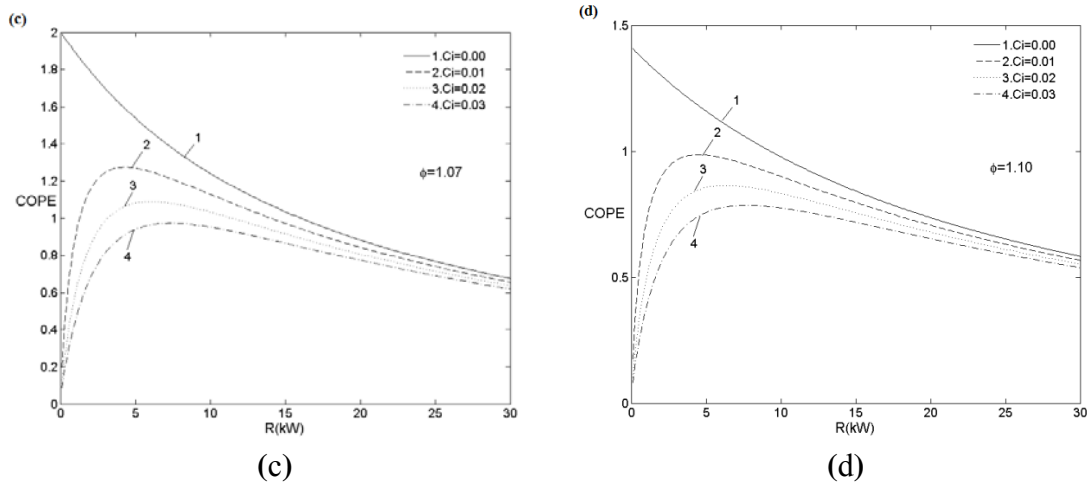 (c)
2
1.8
1.6
1.4
1.2
COPE
1
0.8
0.6
0.4
0.2
0
0
5
10
15
20
25
30
R(kW)
1.Ci=0.00
2.Ci=0.01
3.Ci=0.02
4.Ci=0.03
1
2
3
4
ϕ=1.07
(c)
(d)
1.5
1
COPE
0.5
0
0
5
10
15
20
25
30
R(kW)
1.Ci=0.00
2.Ci=0.01
3.Ci=0.02
4.Ci=0.03
1
2
3
4
ϕ=1.10
(d)